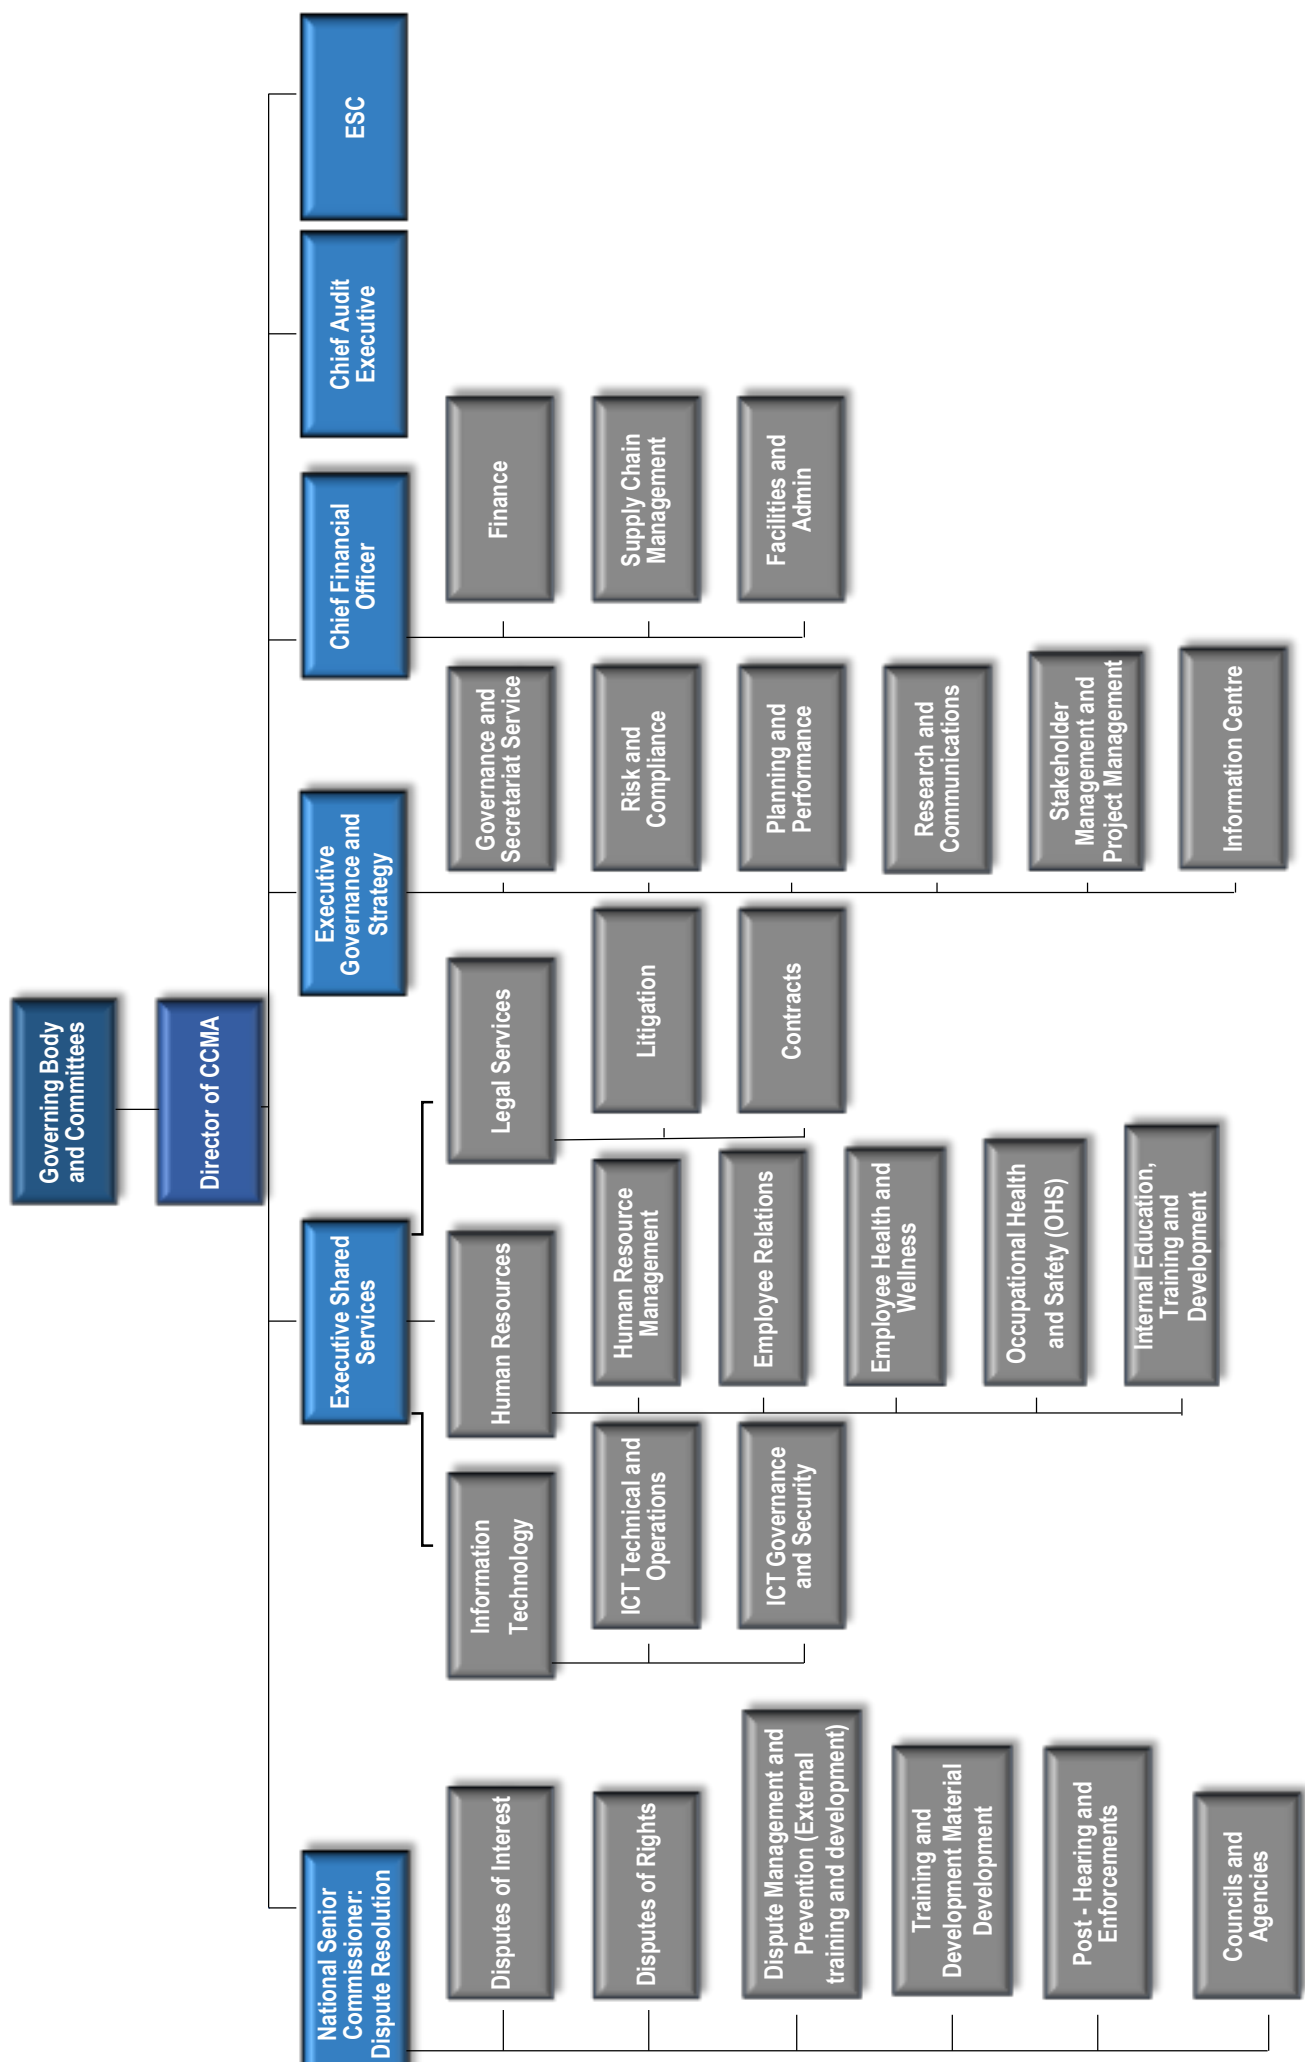 Governing Body
and Committees
Director of CCMA
National Senior
Commissioner:
Dispute Resolution
Executive Shared
Services
Executive
Governance and
Strategy
Chief Financial
Officer
Chief Audit
Executive
ESC
Disputes of Interest
Disputes of Rights
Dispute Management and
Prevention (External
training and development)
Training and
Development Material
Development
Post - Hearing and
Enforcements
Councils and
Agencies
Information
Technology
ICT Technical and
Operations
ICT Governance
and Security
Human Resources
Human Resource
Management
Employee Relations
Employee Health and
Wellness
Occupational Health
and Safety (OHS)
Internal Education,
Training and
Development
Legal Services
Litigation
Contracts
Governance and
Secretariat Service
Risk and
Compliance
Planning and
Performance
Research and
Communications
Stakeholder
Management and
Project Management
Information Centre
Finance
Supply Chain
Management
Facilities and
Admin